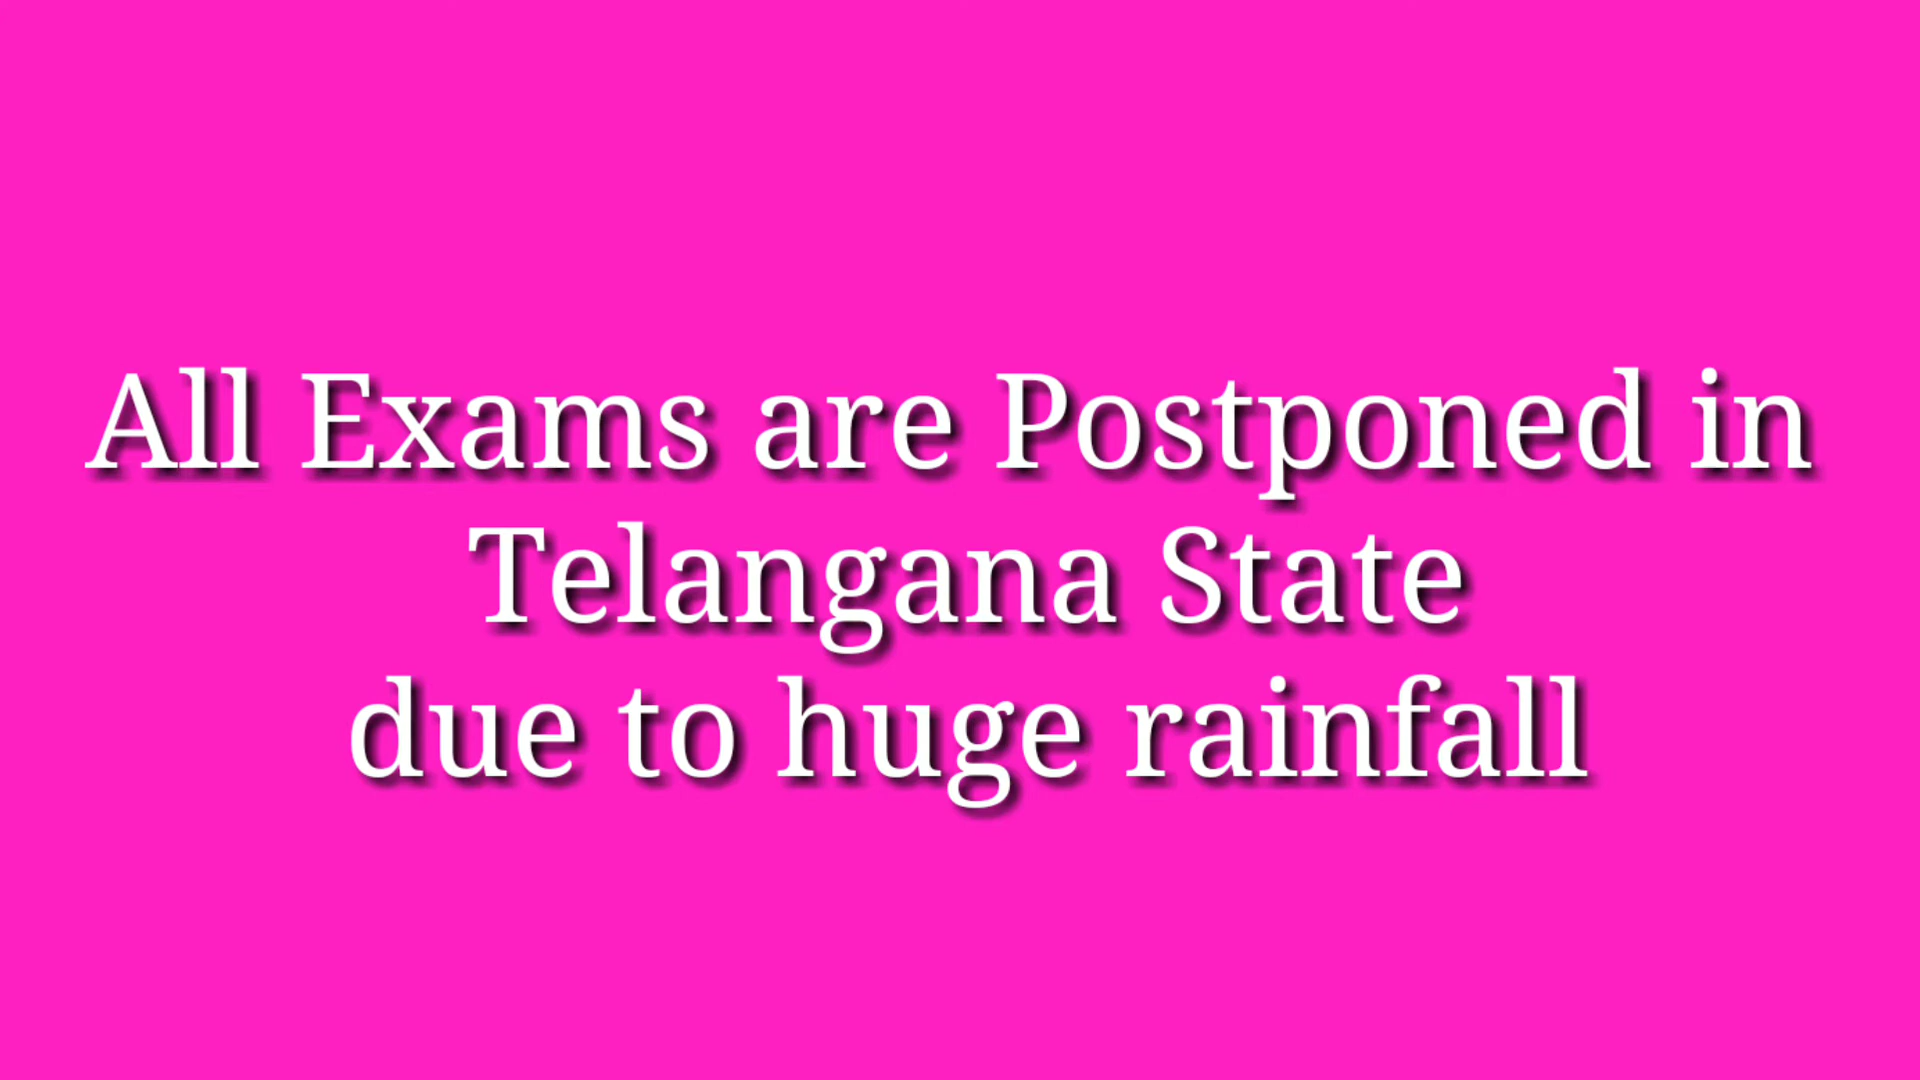 All Exams are Postponed in
Telangana State
due to huge rainfall